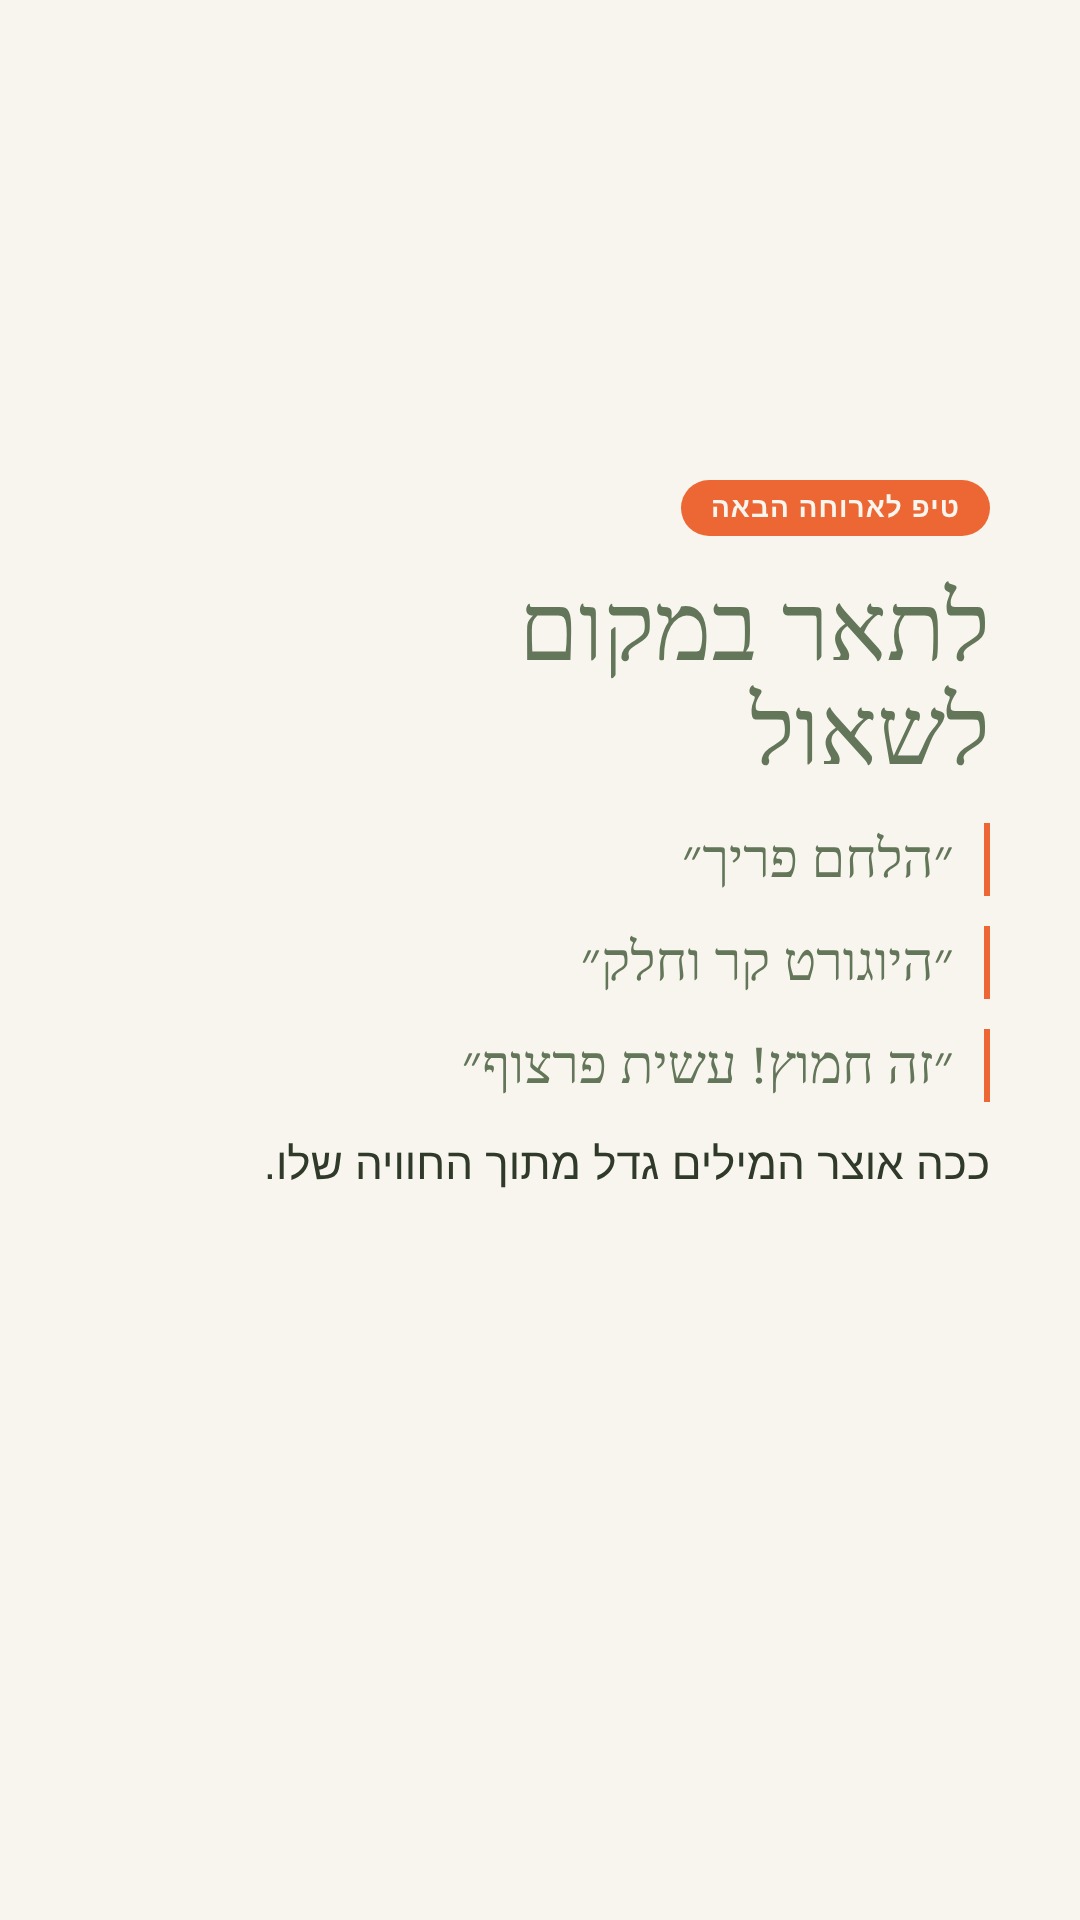 טיפ לארוחה הבאה
לתאר במקום
לשאול
״הלחם פריך״
״היוגורט קר וחלק״
״זה חמוץ! עשית פרצוף״
ככה אוצר המילים גדל מתוך החוויה שלו.